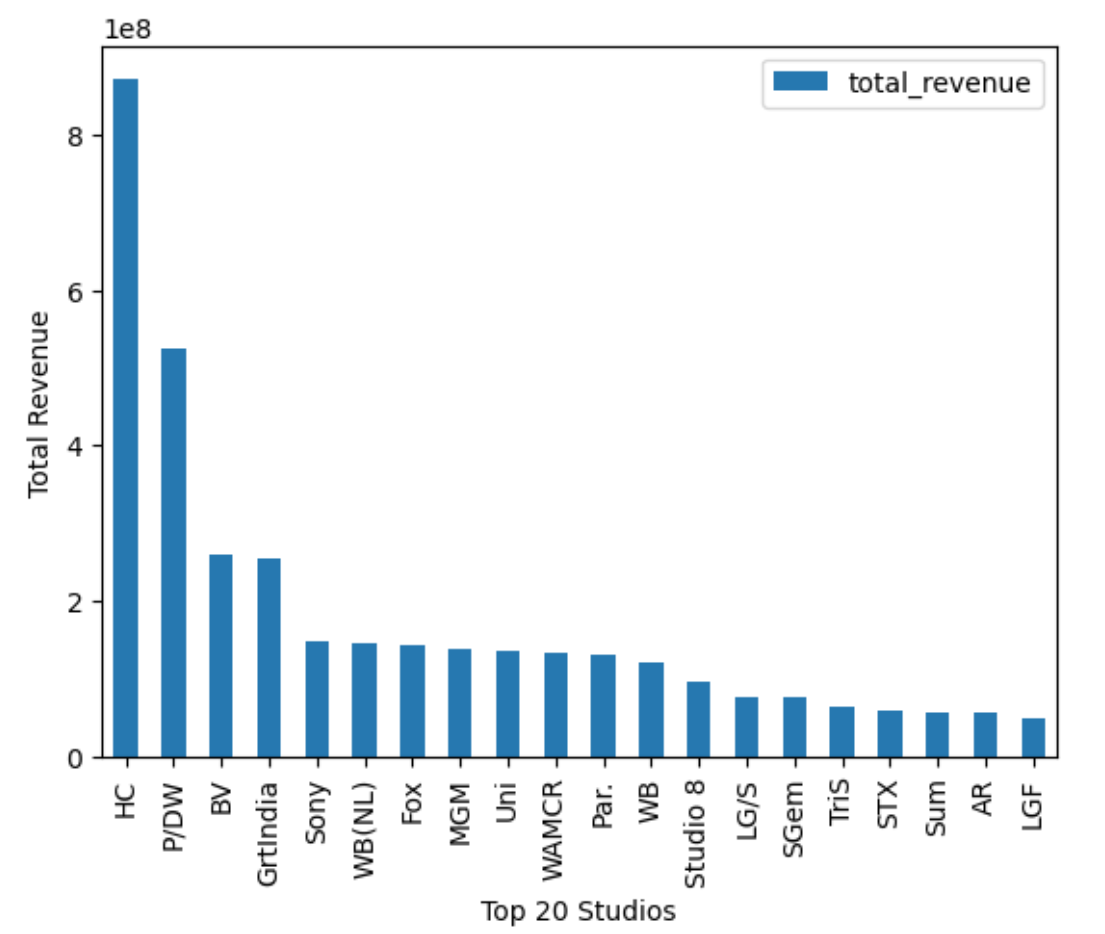 1e8
total_revenue
8
6
4
2
0
Total Revenue
HC
P/DW
BV
GrtIndia
Sony
WB(NL)
Fox
MGM
Uni
WAMCR
Par.
WB
Studio 8
LG/S
SGem
TriS
STX
Sum
AR
LGF
Top 20 Studios